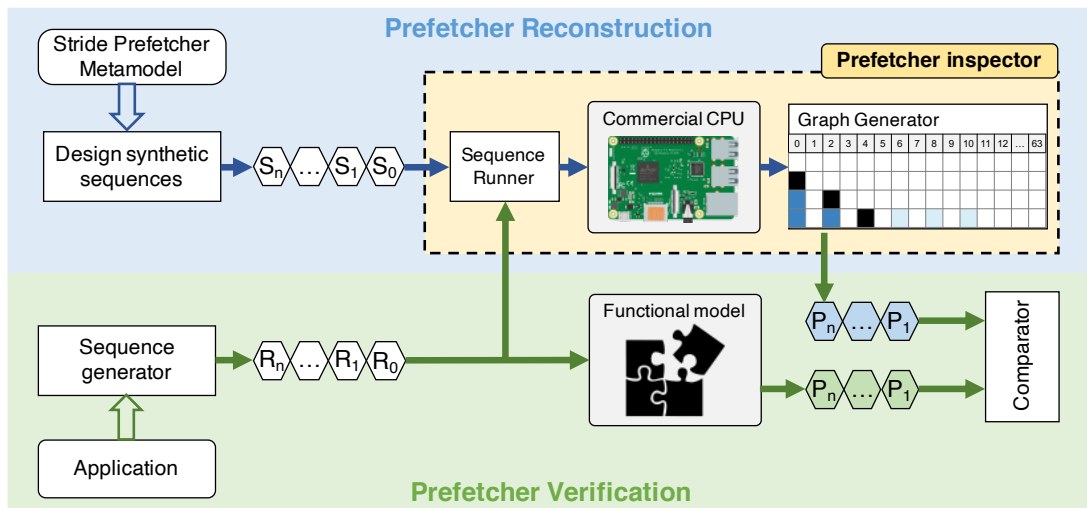 Prefetcher Reconstruction
Stride Prefetcher
Metamodel
Prefetcher inspector
Design synthetic
sequences
Sₙ … S₁ S₀
Sequence
Runner
Commercial CPU
Graph Generator
0 1 2 3 4 5 6 7 8 9 10 11 12 … 63
Sequence
generator
Rₙ … R₁ R₀
Functional model
Pₙ … P₁
Pₙ … P₁
Comparator
Application
Prefetcher Verification